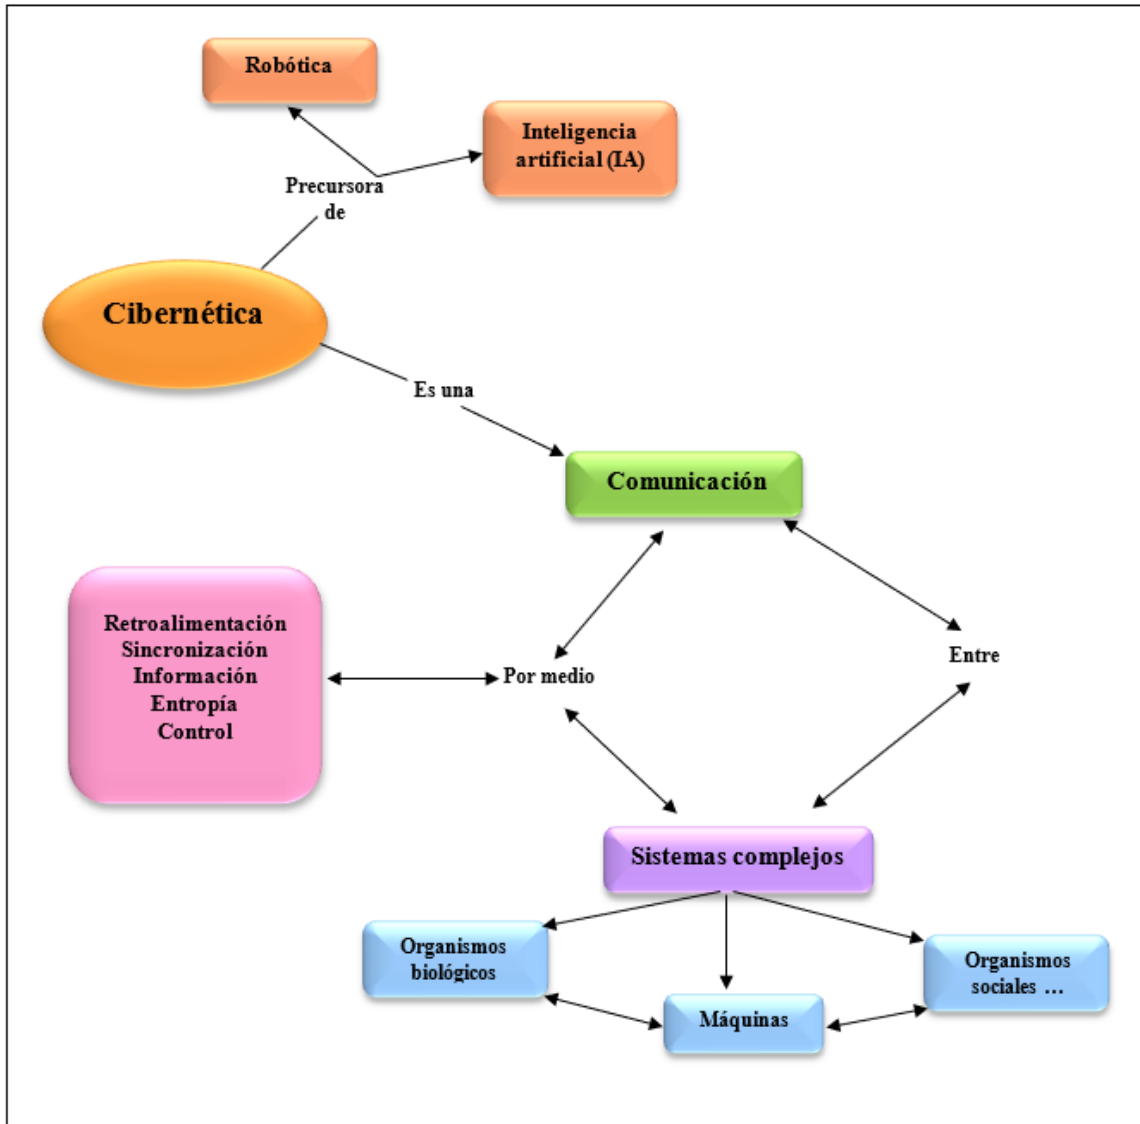 Robótica
Inteligencia
artificial (IA)
Precursora
de
Cibernética
Es una
Comunicación
Retroalimentación
Sincronización
Información
Entropía
Control
Por medio
Entre
Sistemas complejos
Organismos
biológicos
Máquinas
Organismos
sociales ...